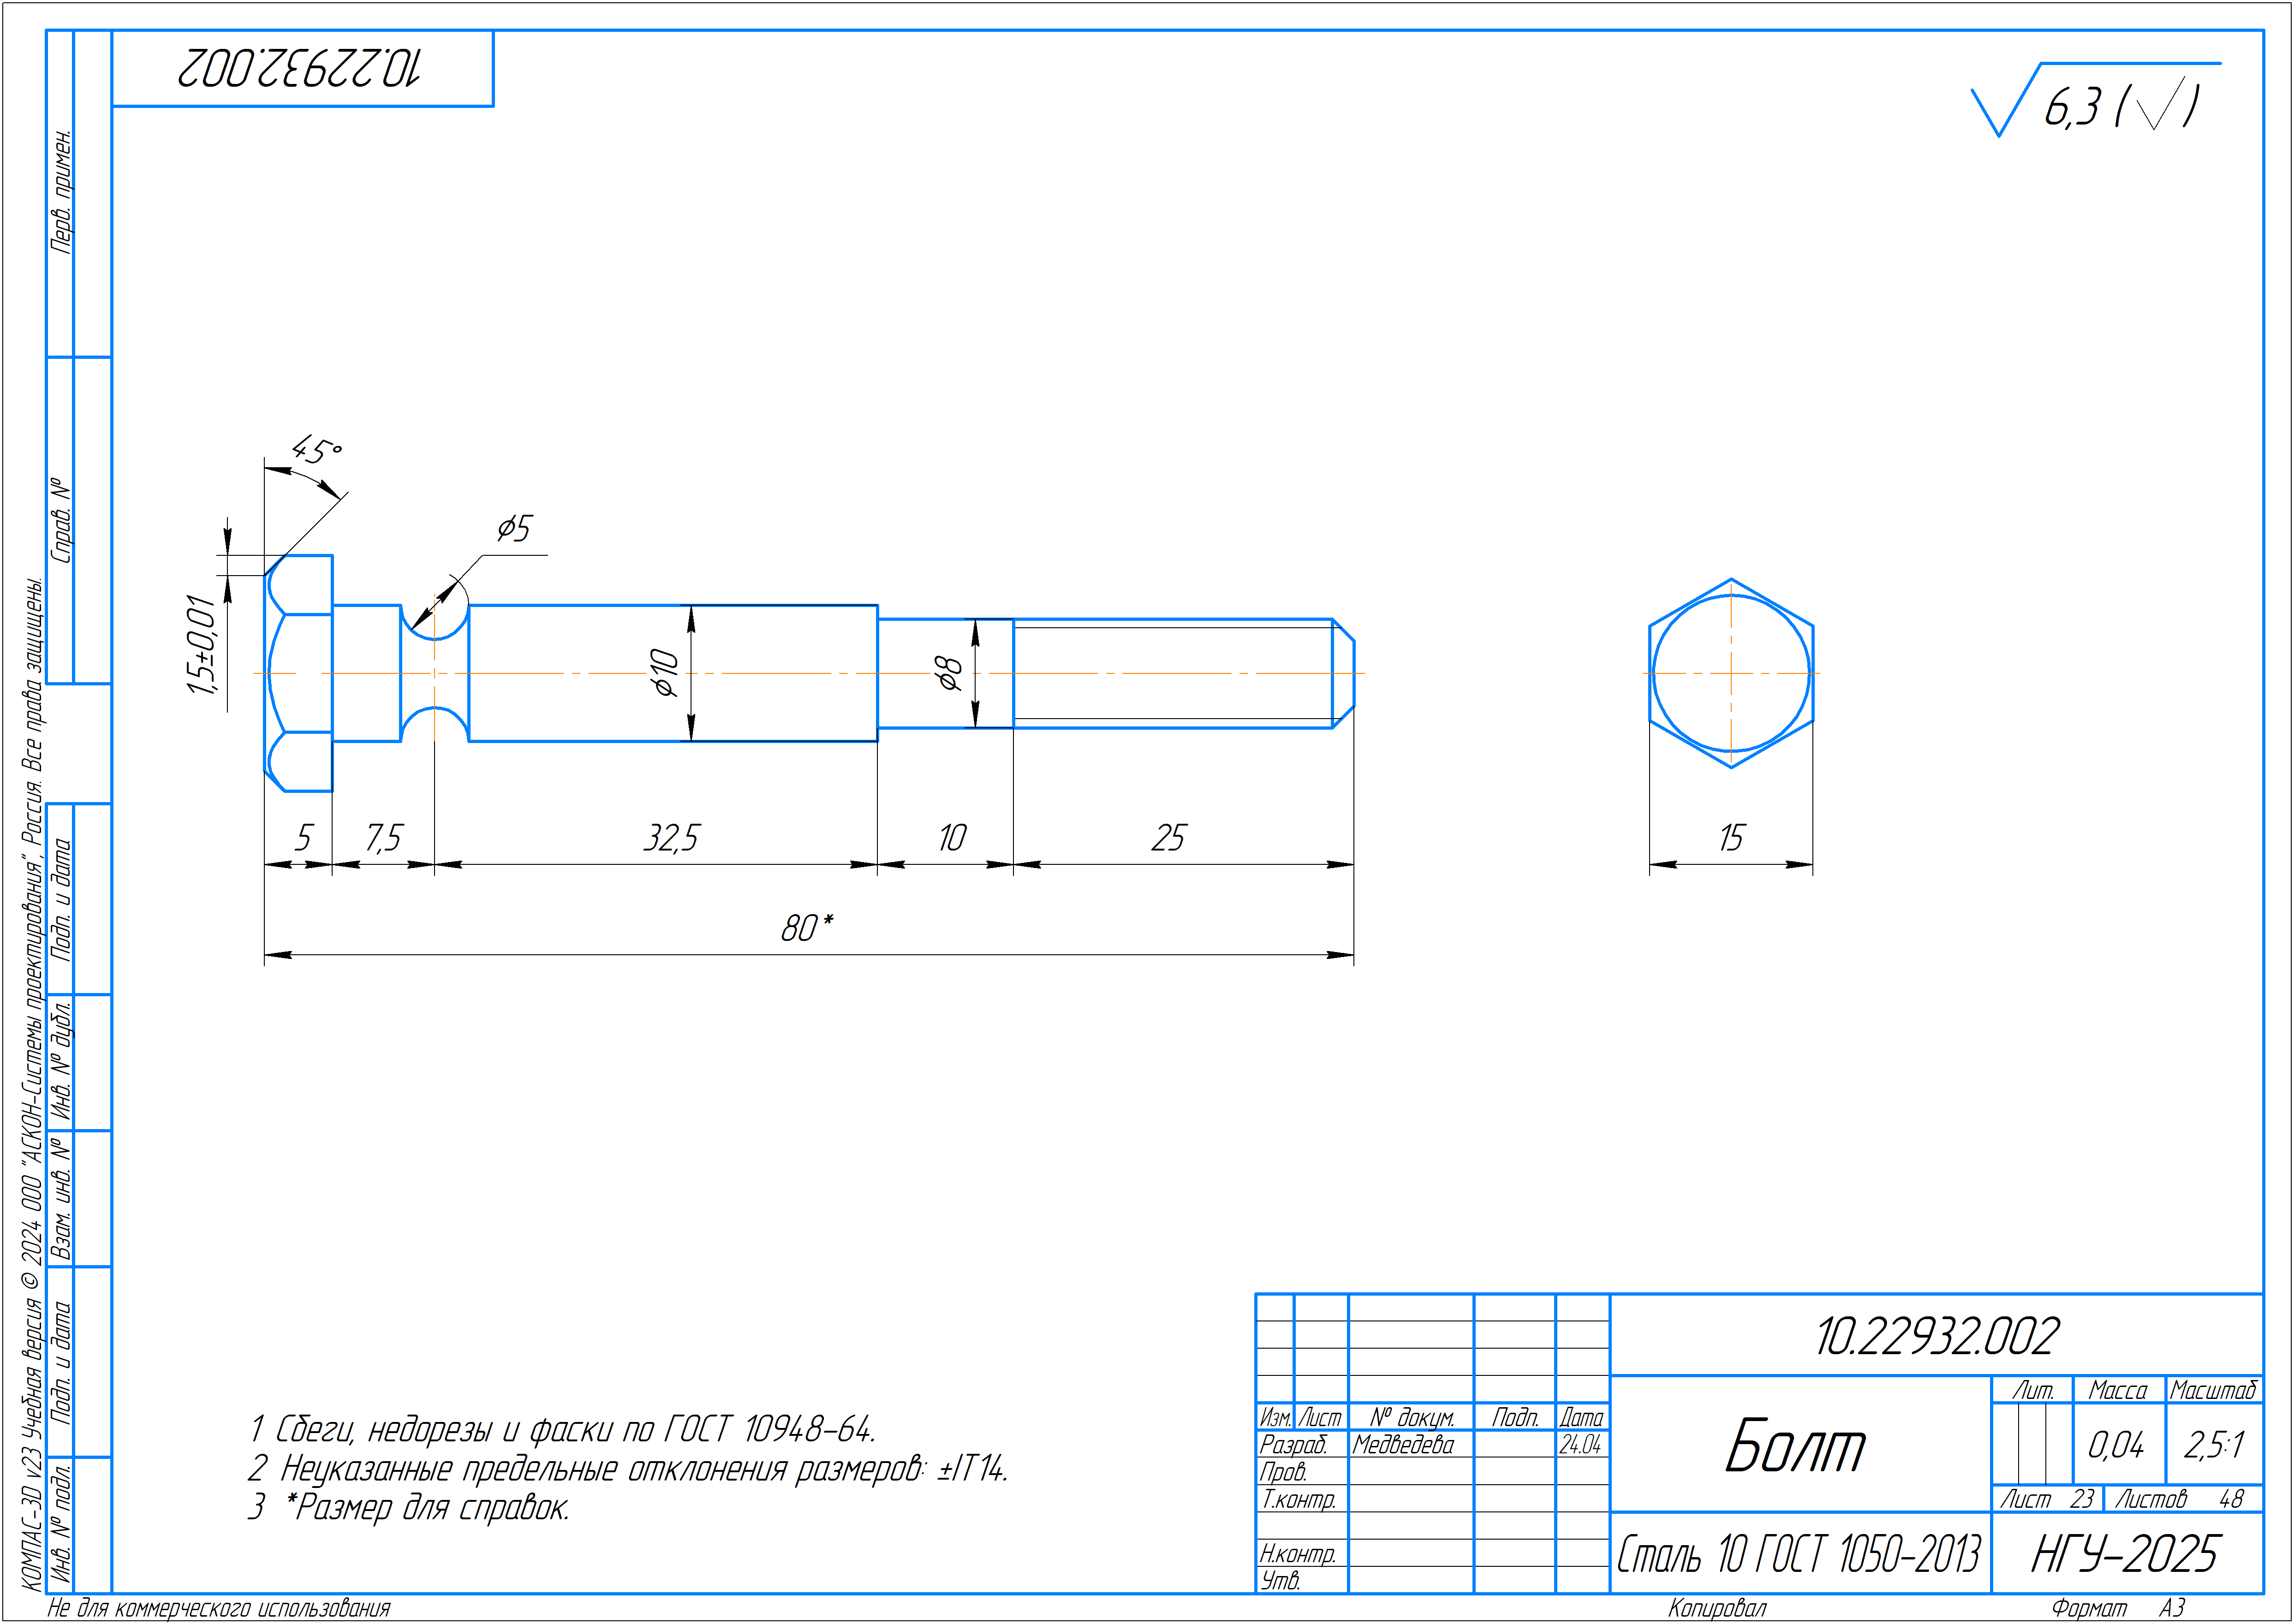 10.22932.002
6,3 (√)
Перв. примен.
Справ. №
Подп. и дата
Инв. № дубл.
Взам. инв. №
Подп. и дата
Инв. № подл.
КОМПАС-3D v23 Учебная версия © 2024 ООО "АСКОН-Системы проектирования", Россия. Все права защищены.
45°
⌀5
1,5±0,01
⌀10
⌀8
5
7,5
32,5
10
25
15
80*
1 Сбеги, недорезы и фаски по ГОСТ 10948-64.
2 Неуказанные предельные отклонения размеров: ±IT14.
3 *Размер для справок.
10.22932.002
Лит. Масса Масштаб
Изм. Лист № докум. Подп. Дата
Разраб. Медведева 24.04
Болт
0,04 2,5:1
Пров.
Т.контр.
Лист 23 Листов 48
Н.контр.
Утв.
Сталь 10 ГОСТ 1050-2013
НГУ-2025
Не для коммерческого использования
Копировал
Формат А3